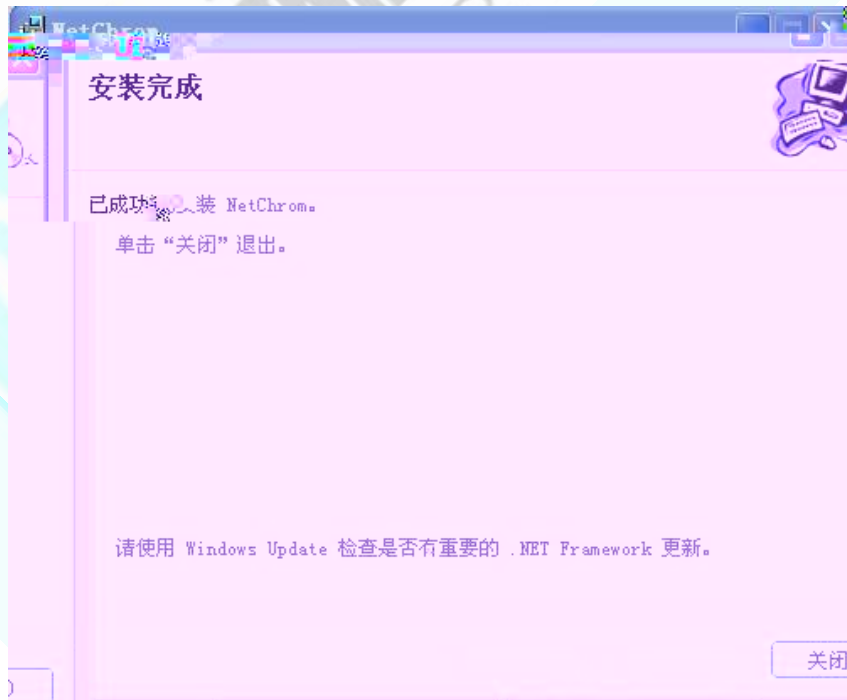 NetChrom
安装完成
已成功安装 NetChrom。
单击“关闭”退出。
请使用 Windows Update 检查是否有重要的 .NET Framework 更新。
关闭